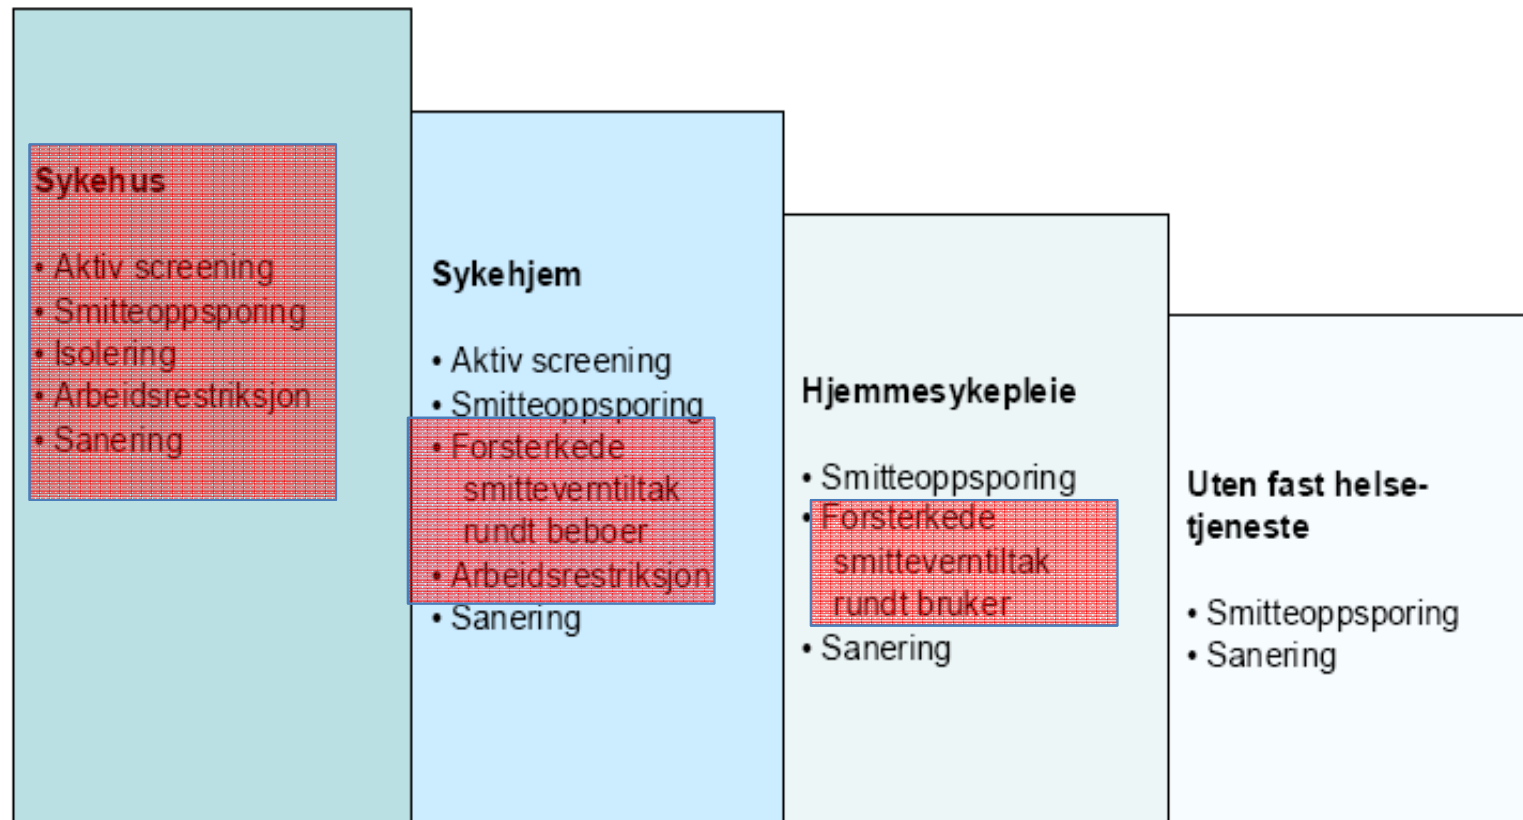 Sykehus
• Aktiv screening
• Smitteoppsporing
• Isolering
• Arbeidsrestriksjon
• Sanering
Sykehjem
• Aktiv screening
• Smitteoppsporing
• Forsterkede
smitteverntiltak
rundt beboer
• Arbeidsrestriksjon
• Sanering
Hjemmesykepleie
• Smitteoppsporing
• Forsterkede
smitteverntiltak
rundt bruker
• Sanering
Uten fast helse-
tjeneste
• Smitteoppsporing
• Sanering